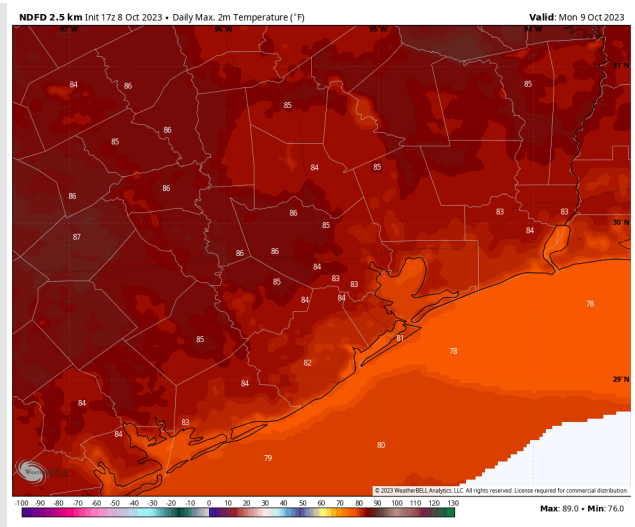 NDFD 2.5 km Init 17z 8 Oct 2023 • Daily Max. 2m Temperature (°F)
Valid: Mon 9 Oct 2023
97°W 96°W 95°W 94°W
31°N
84 86 85
85
86
85
84 85
86 86
86 83 83
85 84
87
86 86
84
85 83 83
84 84
78
81
85 78
82
29°N
84
84
83
84
80
79
30°N
© 2023 WeatherBELL Analytics, LLC. All rights reserved. License required for commercial distribution.
-100 -90 -80 -70 -60 -50 -40 -30 -20 -10 0 10 20 30 40 50 60 70 80 90 100 110 120 130
Max: 89.0 • Min: 76.0